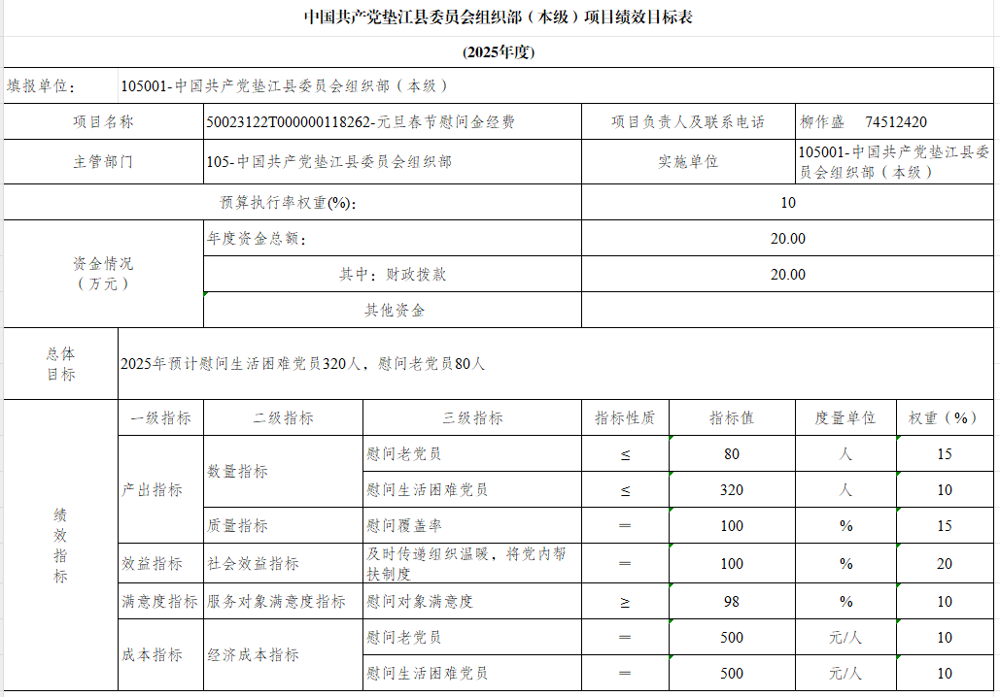 中国共产党垫江县委员会组织部（本级）项目绩效目标表
(2025年度)
填报单位： 105001-中国共产党垫江县委员会组织部（本级）
项目名称 50023122T000000118262-元旦春节慰问金经费 项目负责人及联系电话 柳作盛 74512420
主管部门 105-中国共产党垫江县委员会组织部 实施单位 105001-中国共产党垫江县委
员会组织部（本级）
预算执行率权重(%)： 10
资金情况
（万元）
年度资金总额： 20.00
其中：财政拨款 20.00
其他资金
总体
目标
2025年预计慰问生活困难党员320人，慰问老党员80人
绩
效
指
标
一级指标 二级指标 三级指标 指标性质 指标值 度量单位 权重（%）
产出指标 数量指标 慰问老党员 ≤ 80 人 15
慰问生活困难党员 ≤ 320 人 10
质量指标 慰问覆盖率 ＝ 100 % 15
效益指标 社会效益指标 及时传递组织温暖，将党内帮
扶制度 ＝ 100 % 20
满意度指标 服务对象满意度指标 慰问对象满意度 ≥ 98 % 10
成本指标 经济成本指标 慰问老党员 ＝ 500 元/人 10
慰问生活困难党员 ＝ 500 元/人 10